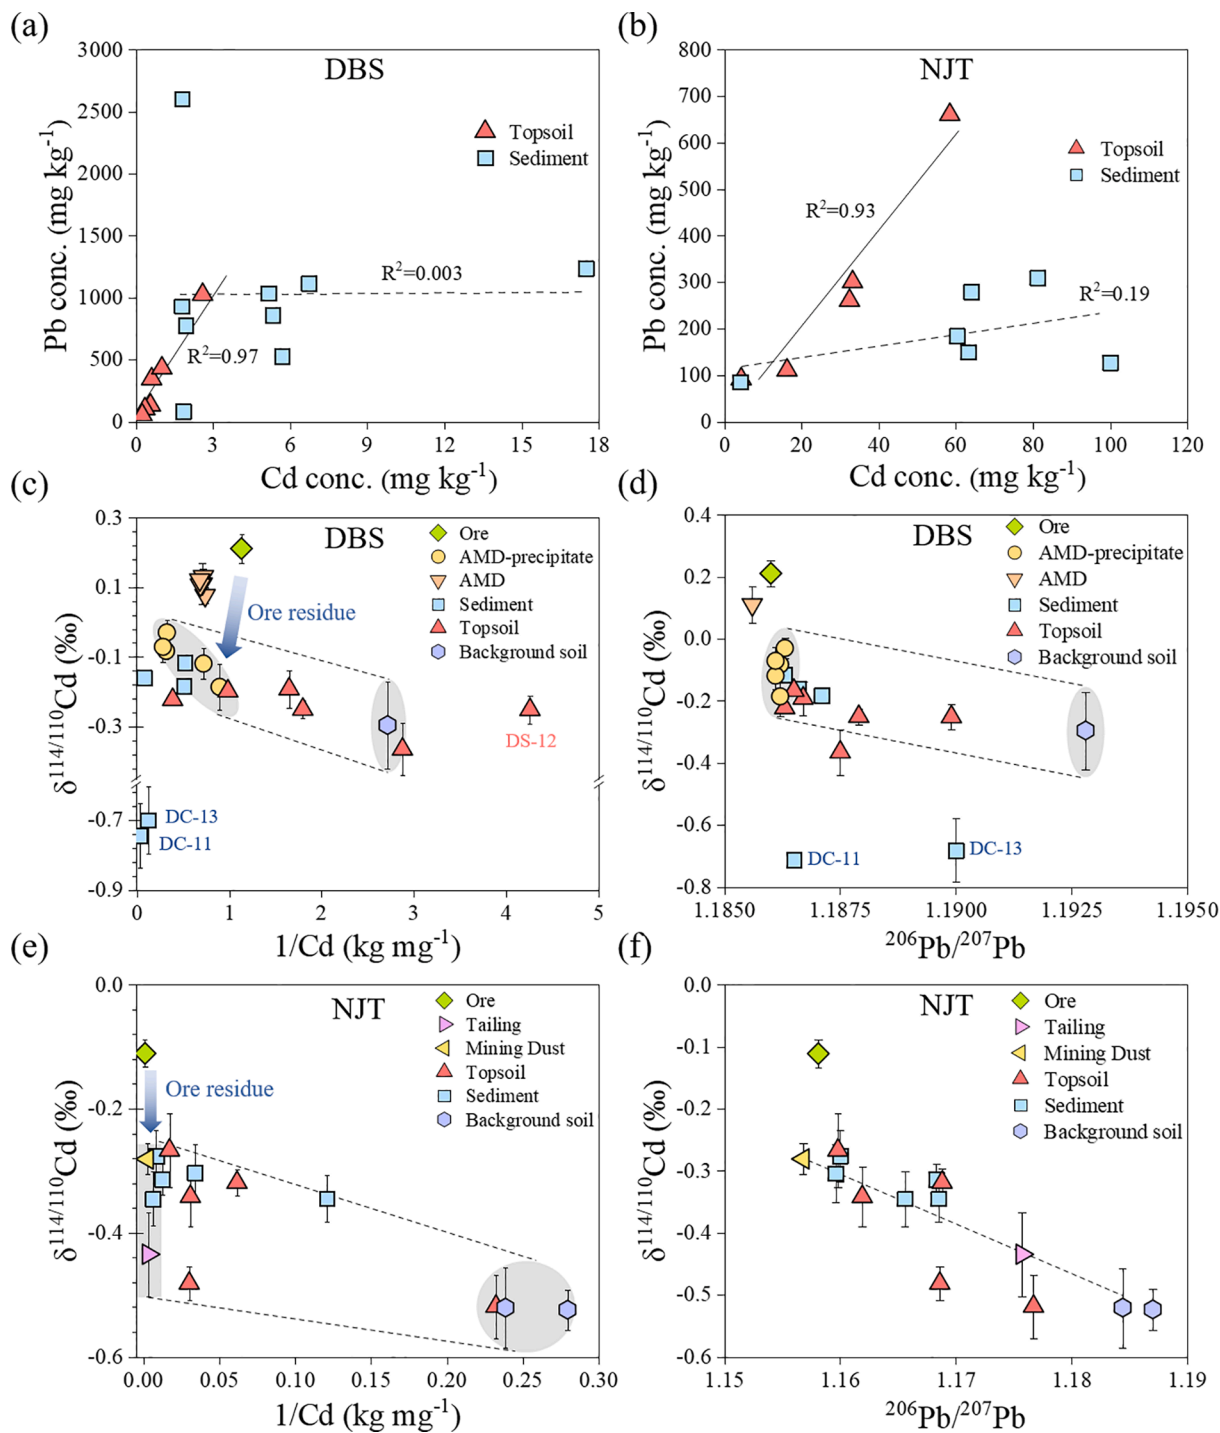 (a)
DBS
3000
2500
2000
1500
1000
500
0
Pb conc. (mg kg⁻¹)
Topsoil
Sediment
R²=0.003
R²=0.97
0 3 6 9 12 15 18
Cd conc. (mg kg⁻¹)
(b)
NJT
800
700
600
500
400
300
200
100
0
Pb conc. (mg kg⁻¹)
Topsoil
Sediment
R²=0.93
R²=0.19
0 20 40 60 80 100 120
Cd conc. (mg kg⁻¹)
(c)
DBS
0.3
0.1
-0.1
-0.3
-0.7
-0.9
δ¹¹⁴/¹¹⁰Cd (‰)
Ore
AMD-precipitate
AMD
Sediment
Topsoil
Background soil
Ore residue
DS-12
DC-13
DC-11
0 1 2 3 4 5
1/Cd (kg mg⁻¹)
(d)
DBS
0.4
0.2
0.0
-0.2
-0.4
-0.6
-0.8
δ¹¹⁴/¹¹⁰Cd (‰)
Ore
AMD-precipitate
AMD
Sediment
Topsoil
Background soil
DC-11
DC-13
1.1850 1.1875 1.1900 1.1925 1.1950
²⁰⁶Pb/²⁰⁷Pb
(e)
NJT
0.0
-0.2
-0.4
-0.6
δ¹¹⁴/¹¹⁰Cd (‰)
Ore
Tailing
Mining Dust
Topsoil
Sediment
Background soil
Ore residue
0.00 0.05 0.10 0.15 0.20 0.25 0.30
1/Cd (kg mg⁻¹)
(f)
NJT
0.0
-0.1
-0.2
-0.3
-0.4
-0.5
-0.6
δ¹¹⁴/¹¹⁰Cd (‰)
Ore
Tailing
Mining Dust
Topsoil
Sediment
Background soil
1.15 1.16 1.17 1.18 1.19
²⁰⁶Pb/²⁰⁷Pb